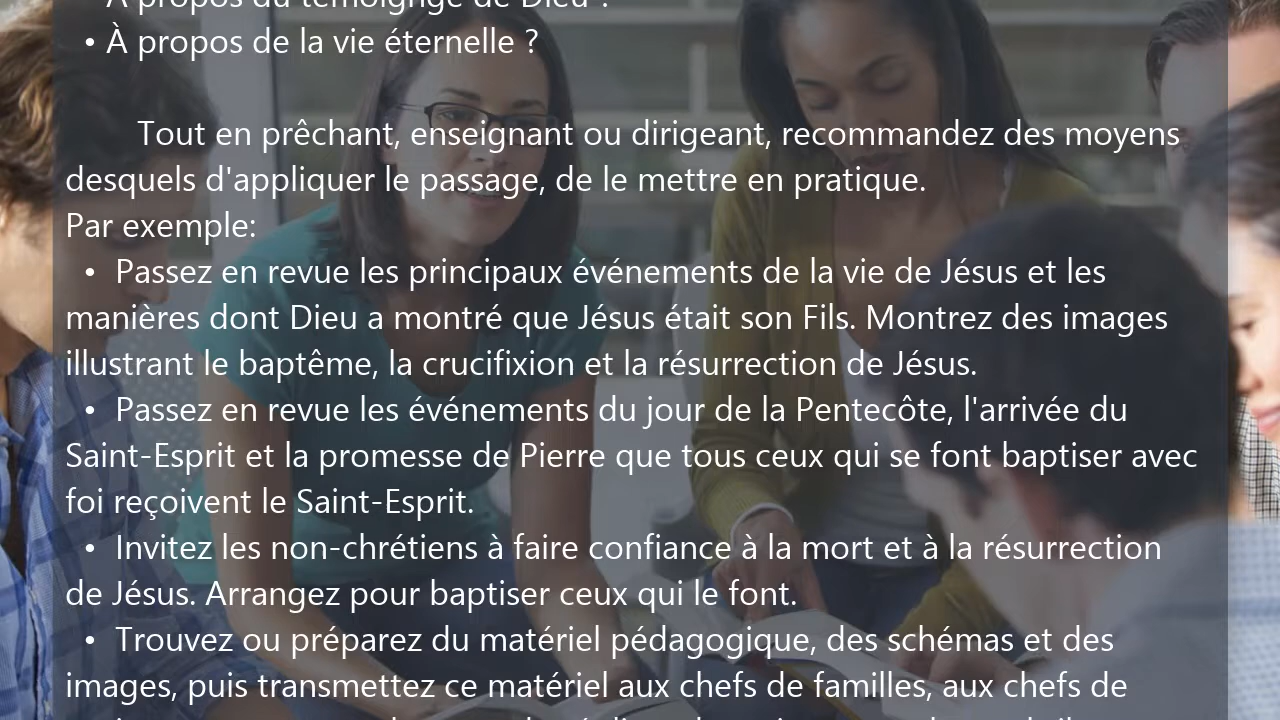 À propos du témoignge de Dieu ?
• À propos de la vie éternelle ?
Tout en prêchant, enseignant ou dirigeant, recommandez des moyens
desquels d'appliquer le passage, de le mettre en pratique.
Par exemple:
• Passez en revue les principaux événements de la vie de Jésus et les
manières dont Dieu a montré que Jésus était son Fils. Montrez des images
illustrant le baptême, la crucifixion et la résurrection de Jésus.
• Passez en revue les événements du jour de la Pentecôte, l'arrivée du
Saint-Esprit et la promesse de Pierre que tous ceux qui se font baptiser avec
foi reçoivent le Saint-Esprit.
• Invitez les non-chrétiens à faire confiance à la mort et à la résurrection
de Jésus. Arrangez pour baptiser ceux qui le font.
• Trouvez ou préparez du matériel pédagogique, des schémas et des
images, puis transmettez ce matériel aux chefs de familles, aux chefs de